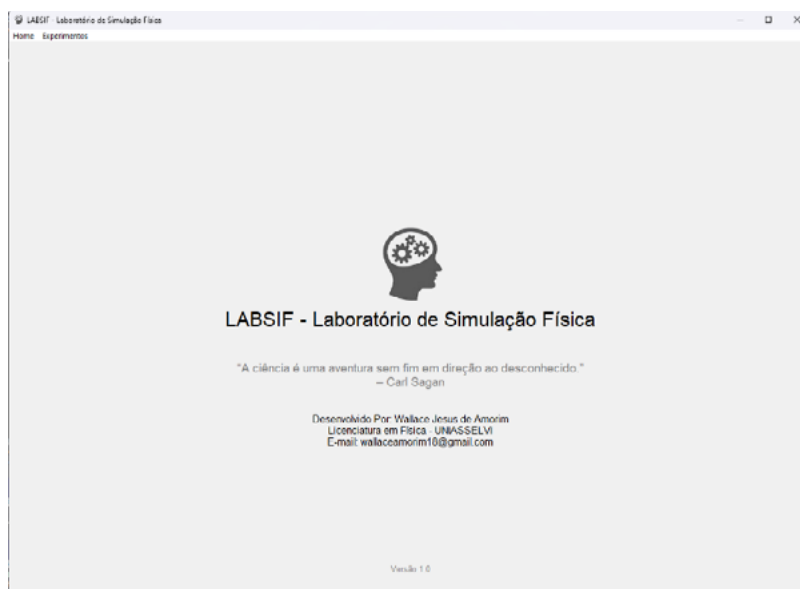 LABSIF - Laboratório de Simulação Física
Home Experimentos
LABSIF - Laboratório de Simulação Física
"A ciência é uma aventura sem fim em direção ao desconhecido."
– Carl Sagan
Desenvolvido Por: Wallace Jesus de Amorim
Licenciatura em Física - UNIASSELVI
E-mail: wallaceamorim18@gmail.com
Versão 1.0